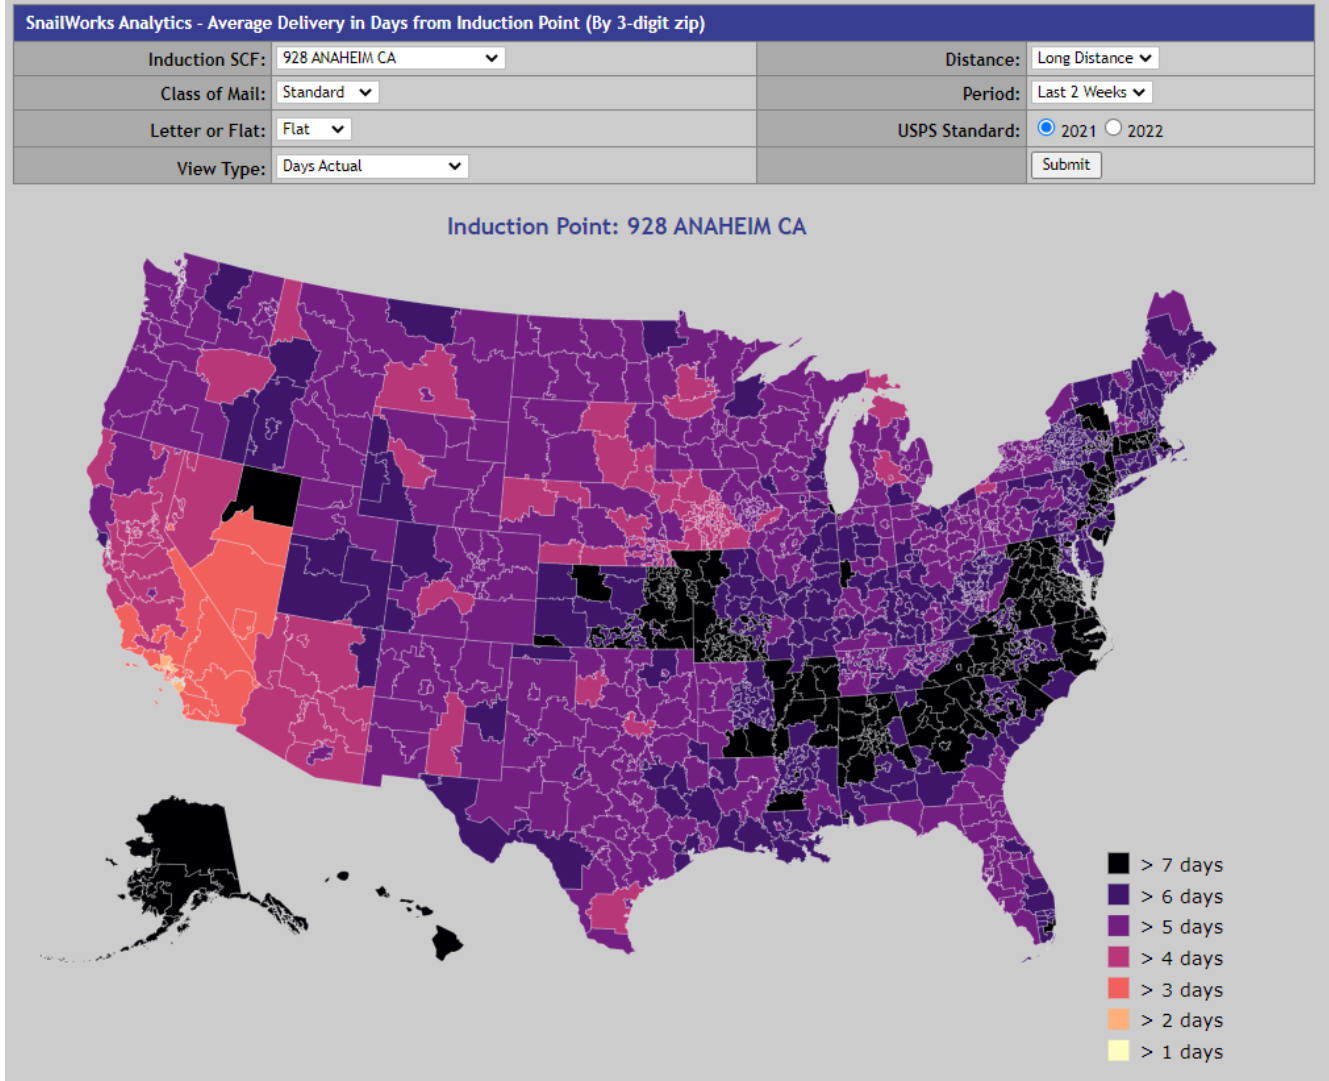 SnailWorks Analytics - Average Delivery in Days from Induction Point (By 3-digit zip)
Induction SCF: 928 ANAHEIM CA Distance: Long Distance
Class of Mail: Standard Period: Last 2 Weeks
Letter or Flat: Flat USPS Standard: 2021 2022
View Type: Days Actual Submit
Induction Point: 928 ANAHEIM CA
> 7 days
> 6 days
> 5 days
> 4 days
> 3 days
> 2 days
> 1 days